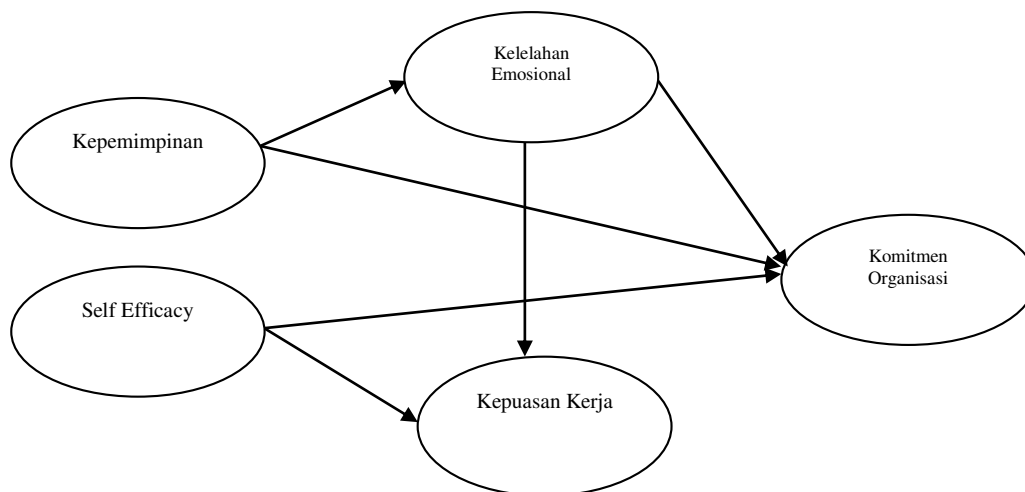 Kelelahan
Emosional
Kepemimpinan
Komitmen
Organisasi
Self Efficacy
Kepuasan Kerja